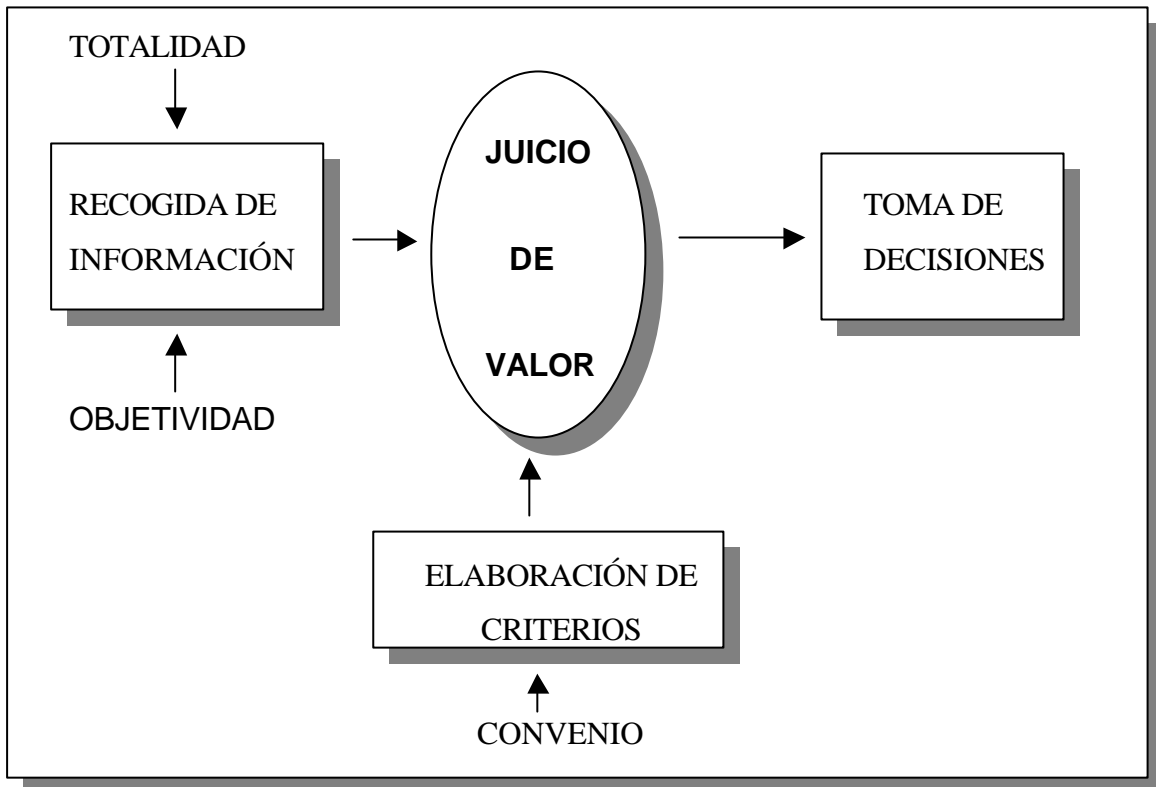 TOTALIDAD
RECOGIDA DE
INFORMACIÓN
OBJETIVIDAD
JUICIO
DE
VALOR
TOMA DE
DECISIONES
ELABORACIÓN DE
CRITERIOS
CONVENIO